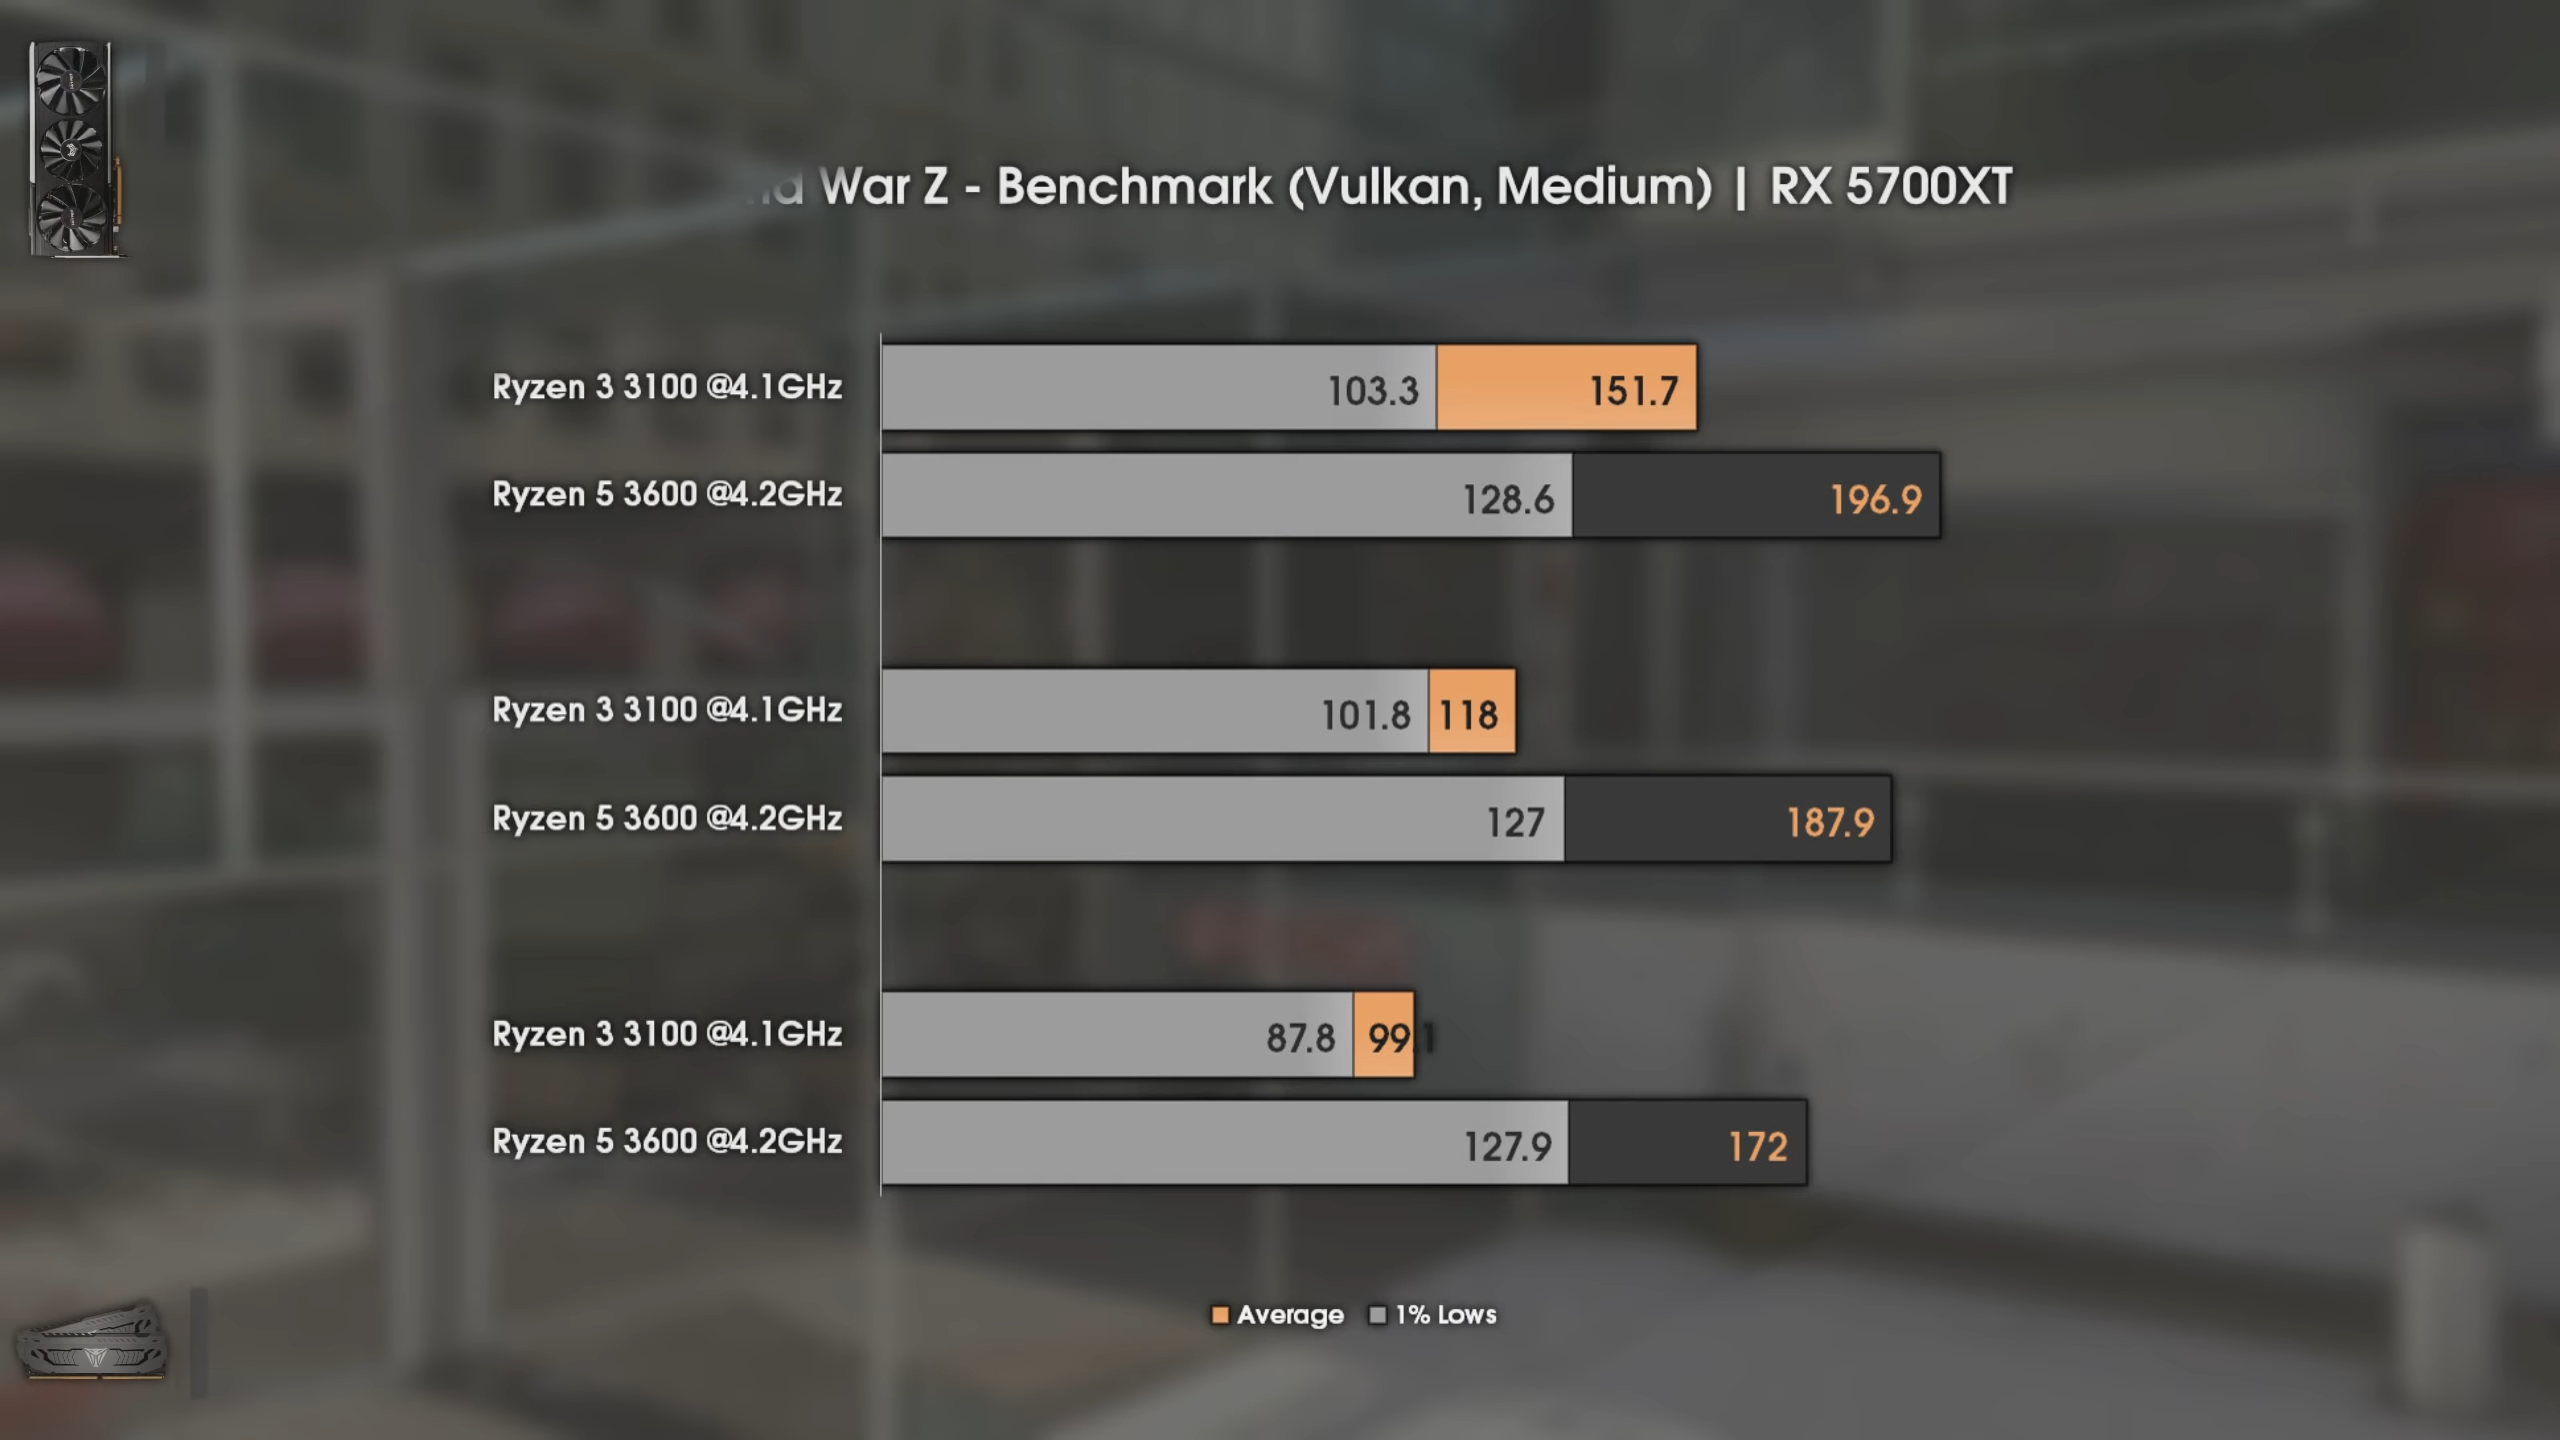 War Z - Benchmark (Vulkan, Medium) | RX 5700XT
Ryzen 3 3100 @4.1GHz 103.3 151.7
Ryzen 5 3600 @4.2GHz 128.6 196.9
Ryzen 3 3100 @4.1GHz 101.8 118
Ryzen 5 3600 @4.2GHz 127 187.9
Ryzen 3 3100 @4.1GHz 87.8 99.1
Ryzen 5 3600 @4.2GHz 127.9 172
Average 1% Lows